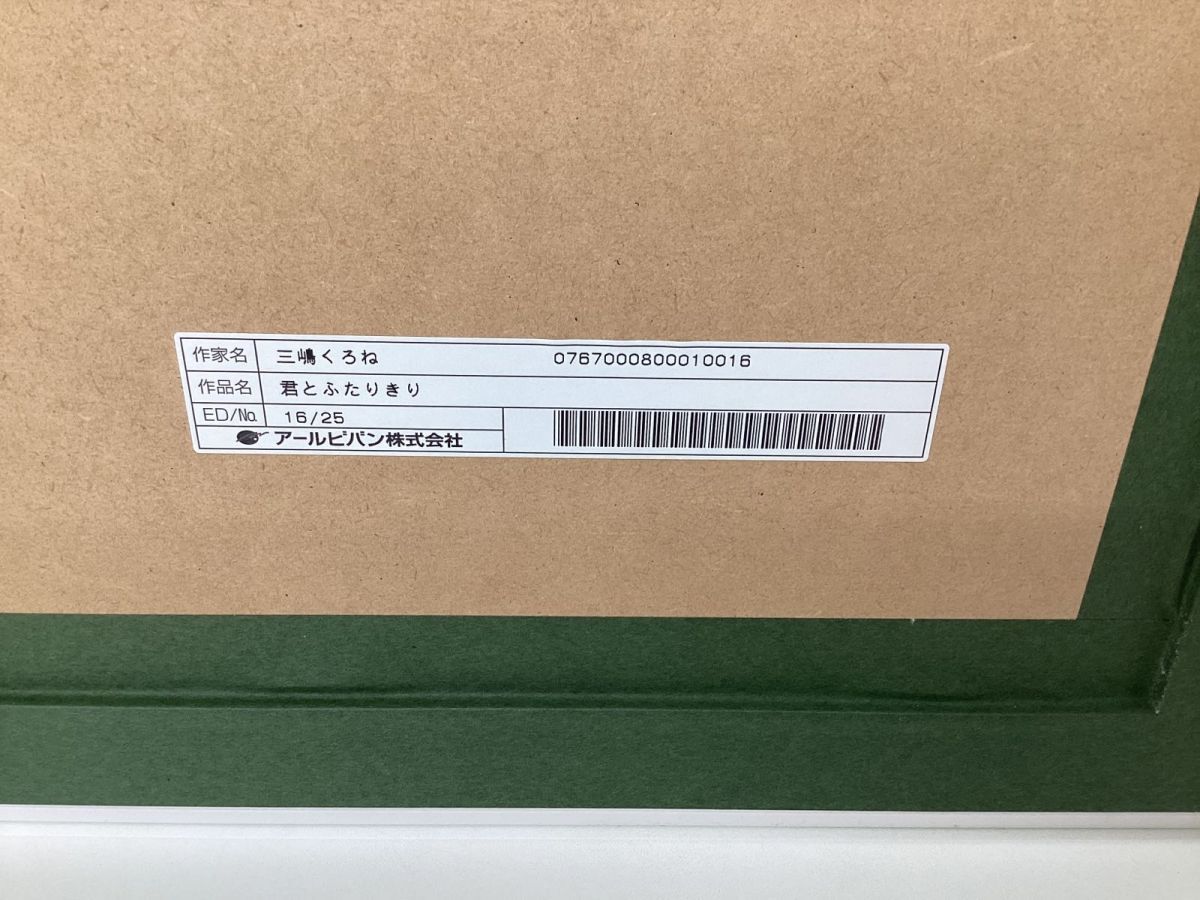 作家名 三嶋くろね 0767000800010016
作品名 君とふたりきり
ED/No. 16/25
アールビバン株式会社